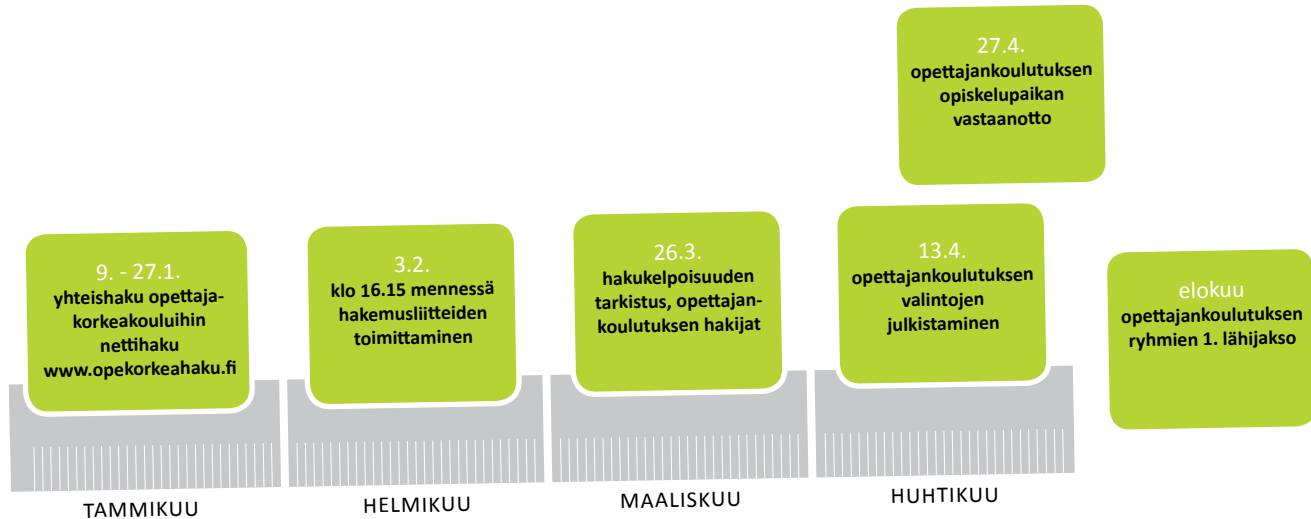 9. - 27.1.
yhteishaku opettaja-
korkeakouluihin
nettihaku
www.opekorkeahaku.fi
3.2.
klo 16.15 mennessä
hakemusliitteiden
toimittaminen
26.3.
hakukelpoisuuden
tarkistus, opettajan-
koulutuksen hakijat
27.4.
opettajankoulutuksen
opiskelupaikan
vastaanotto
13.4.
opettajankoulutuksen
valintojen
julkistaminen
elokuu
opettajankoulutuksen
ryhmien 1. lähijakso
TAMMIKUU
HELMIKUU
MAALISKUU
HUHTIKUU